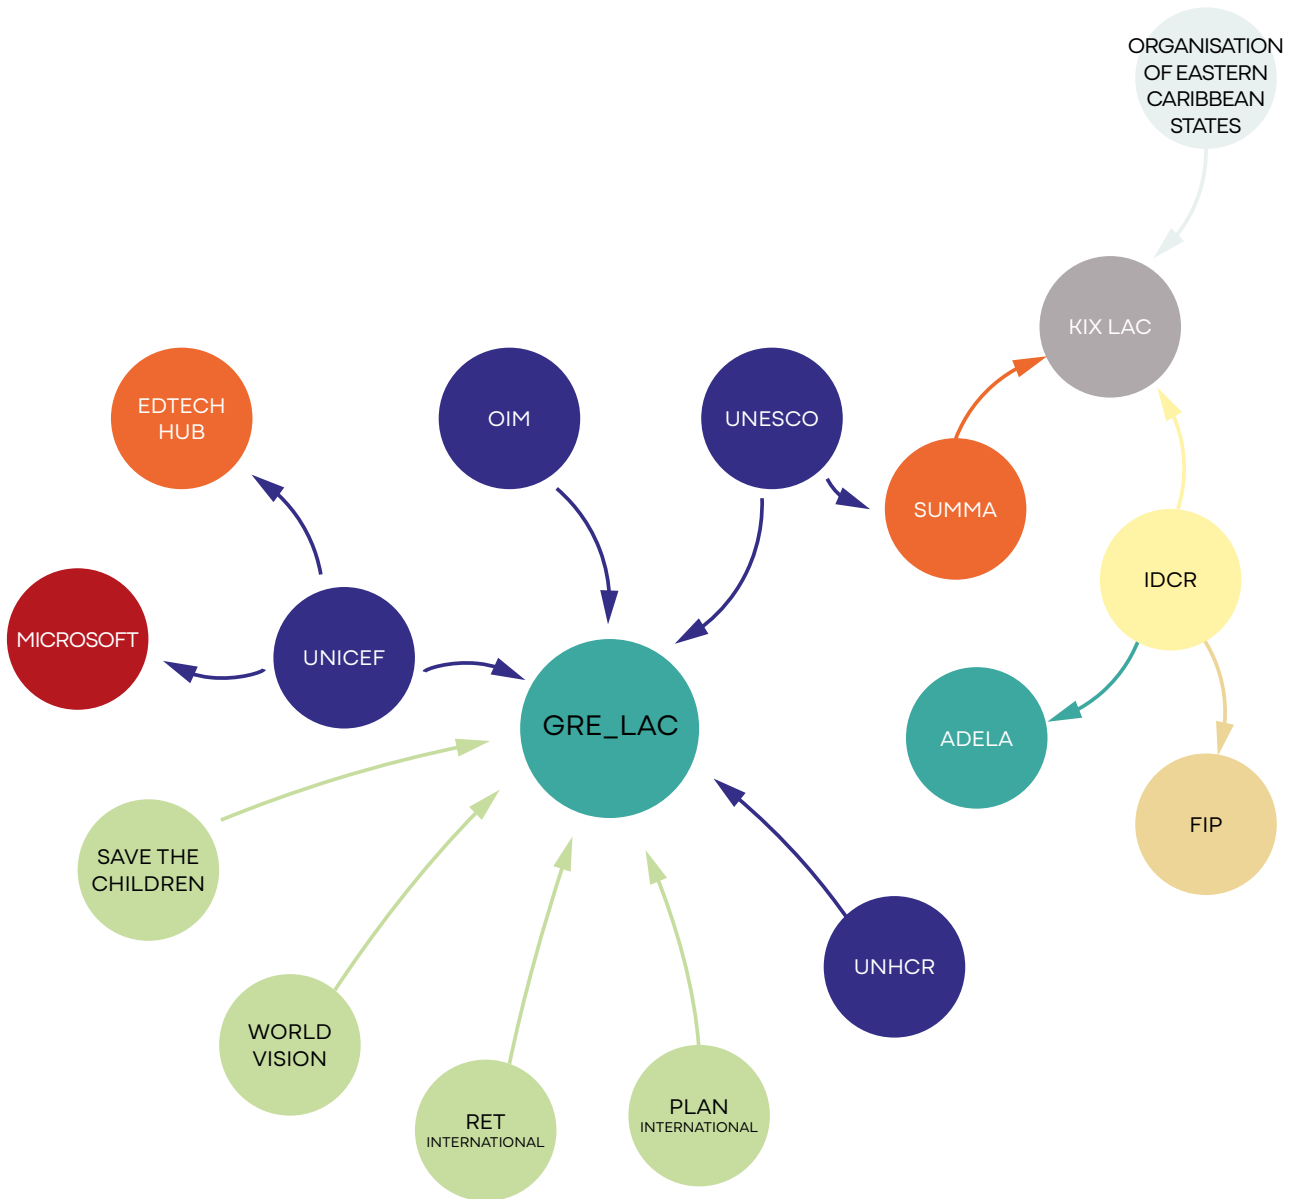 ORGANISATION
OF EASTERN
CARIBBEAN
STATES
KIX LAC
EDTECH
HUB
OIM
UNESCO
SUMMA
IDCR
MICROSOFT
UNICEF
GRE_LAC
ADELA
FIP
SAVE THE
CHILDREN
UNHCR
WORLD
VISION
RET
INTERNATIONAL
PLAN
INTERNATIONAL